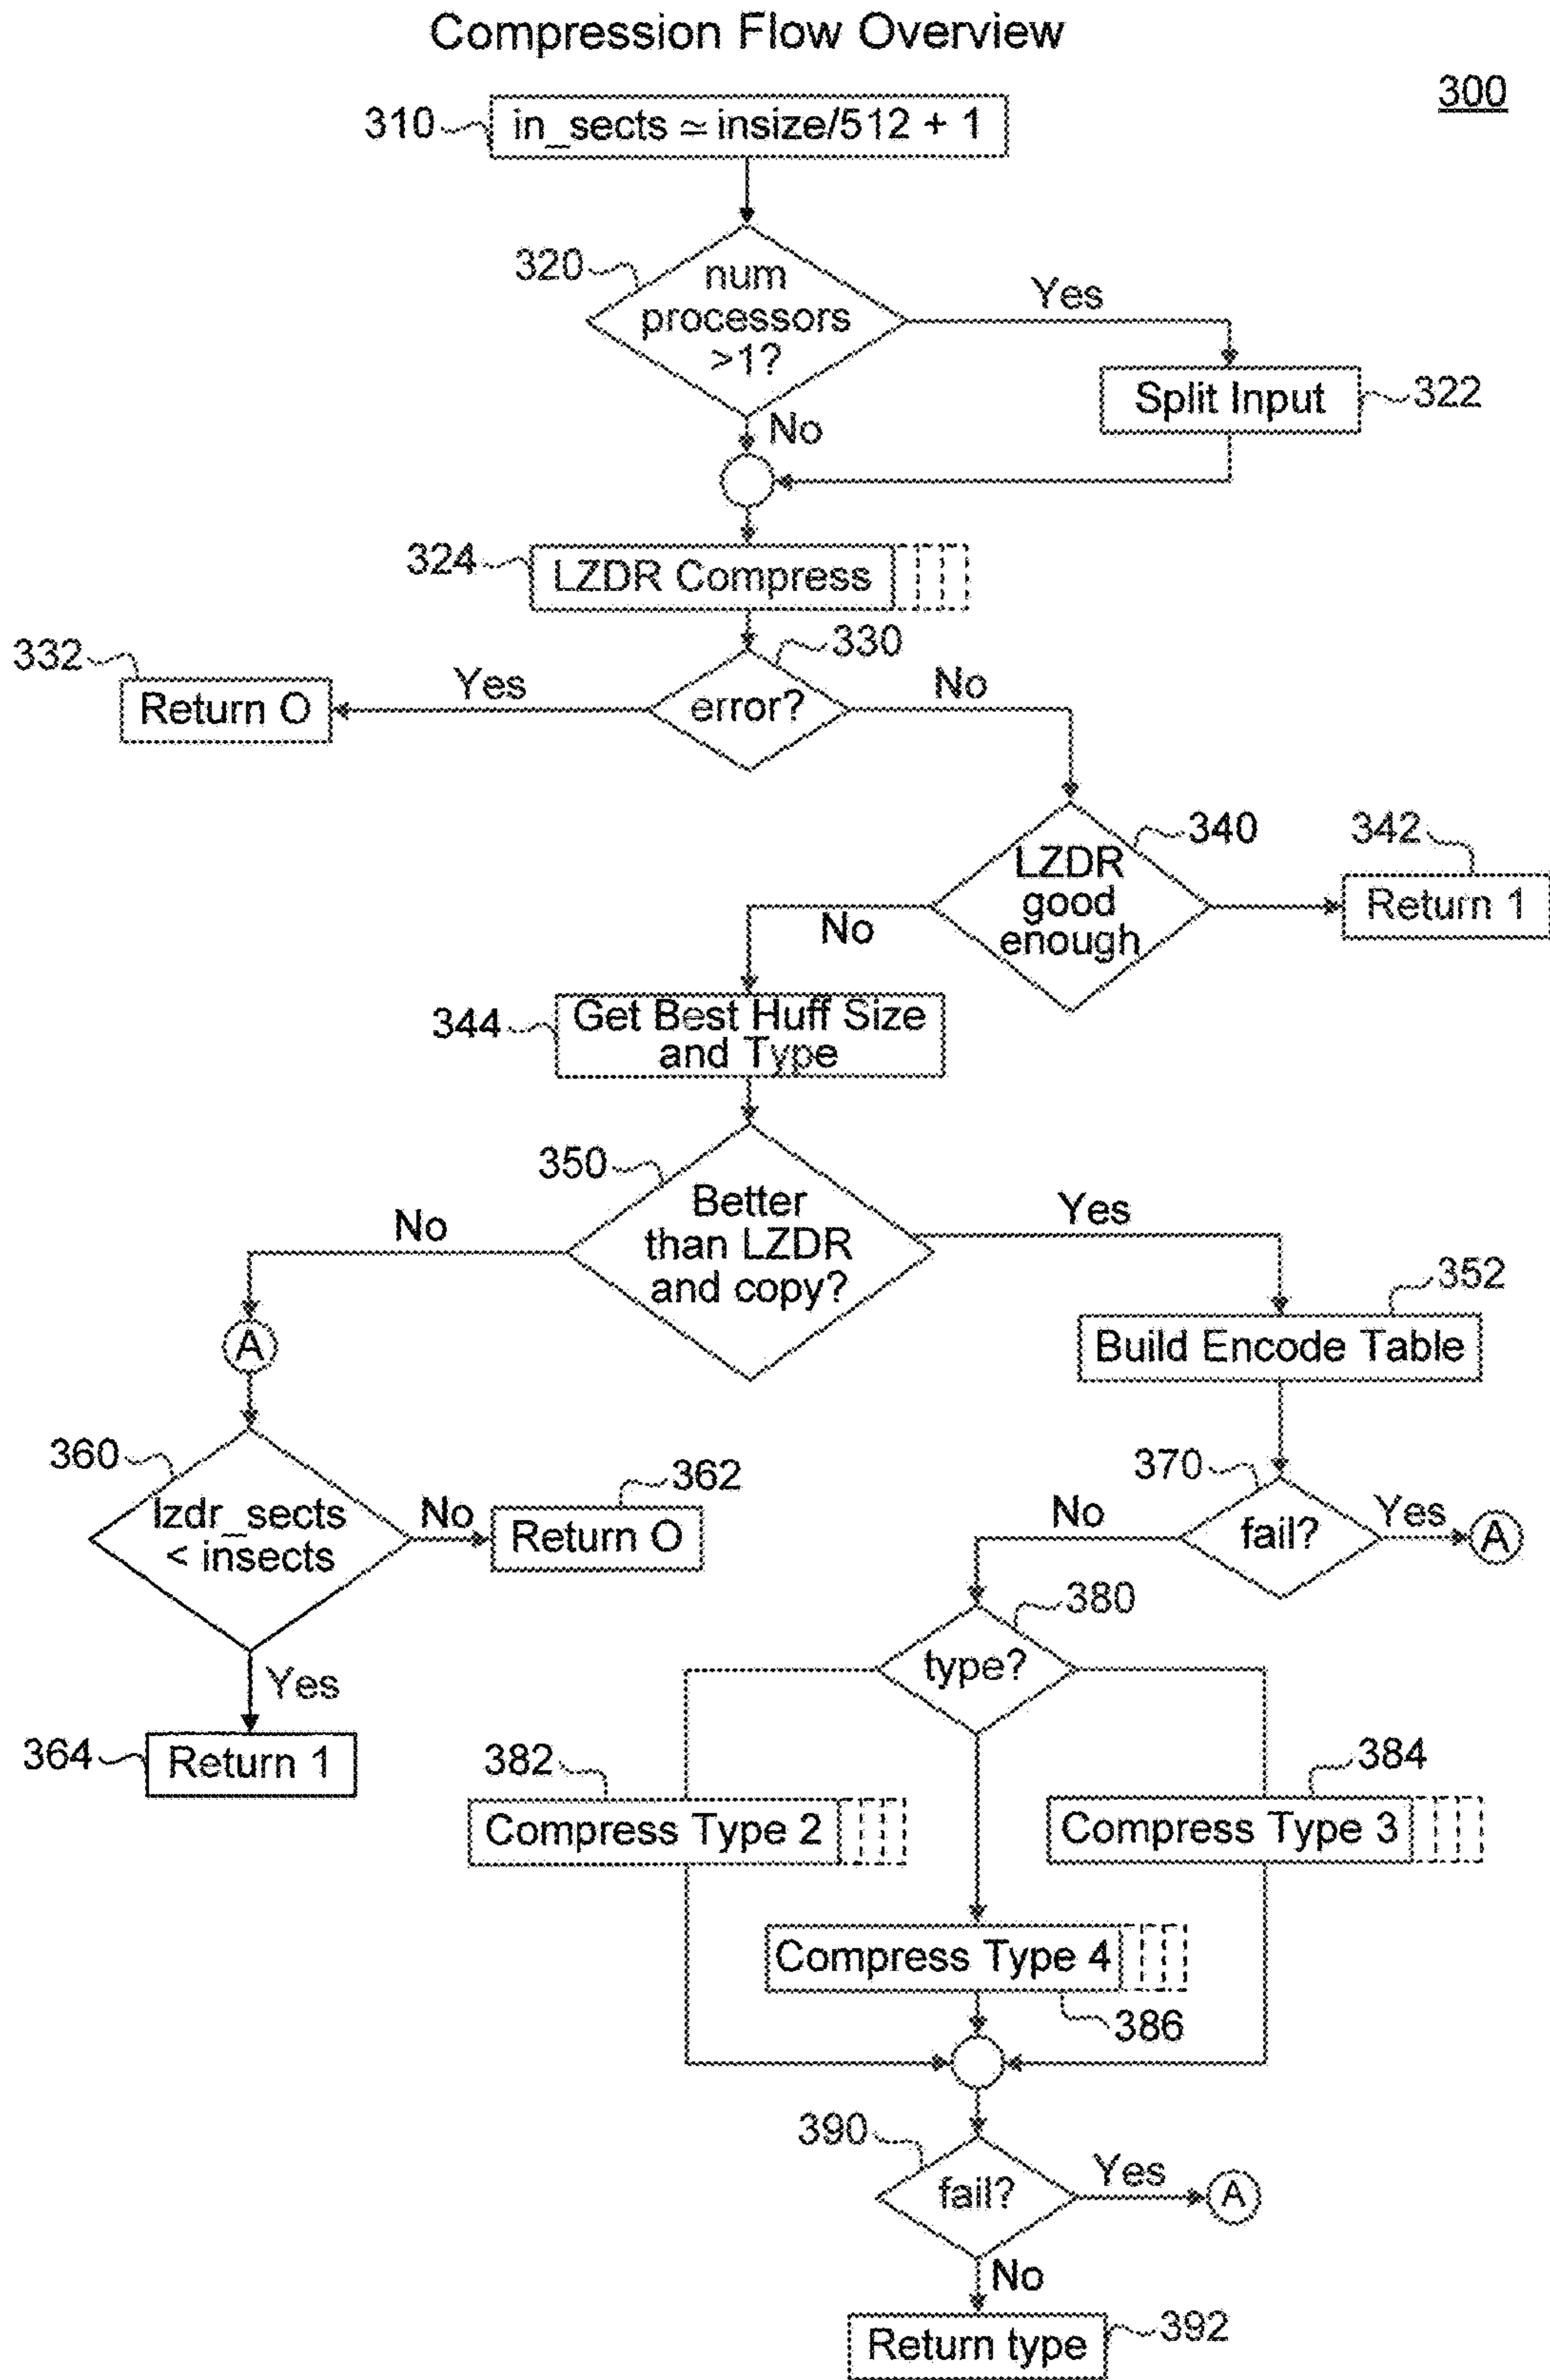 Compression Flow Overview
300
310
in_sects ≃ insize/512 + 1
320
num
processors
>1?
Yes
Split Input
322
No
324
LZDR Compress
330
332
Yes
No
Return O
error?
340
342
LZDR
good
enough
Return 1
No
344
Get Best Huff Size
and Type
350
Better
than LZDR
and copy?
No
Yes
352
Build Encode Table
A
360
lzdr_sects
< insects
No
362
Return O
370
fail?
No
Yes
A
Yes
364
Return 1
380
type?
382
Compress Type 2
384
Compress Type 3
Compress Type 4
386
390
fail?
Yes
A
No
Return type
392